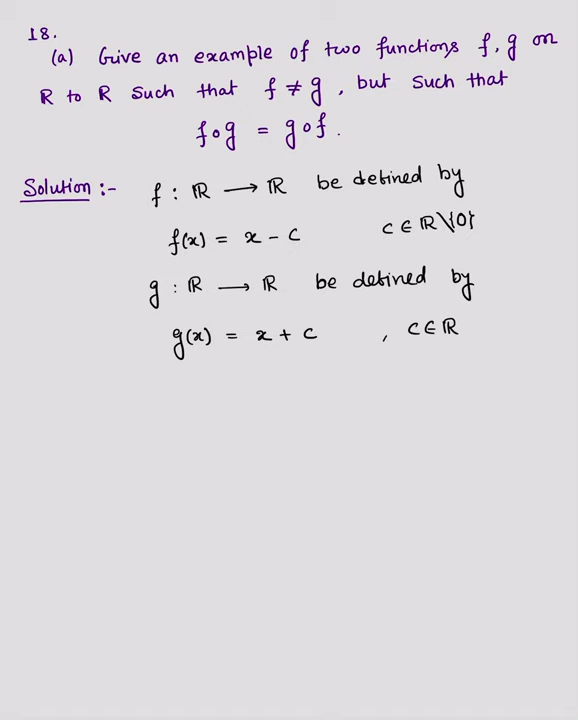 18.
(a) Give an example of two functions f, g on
R to R such that f ≠ g, but such that
f∘g = g∘f.
Solution :- f : ℝ → ℝ be defined by
f(x) = x - c c ∈ ℝ\{0}
g : ℝ → ℝ be defined by
g(x) = x + c , c ∈ ℝ